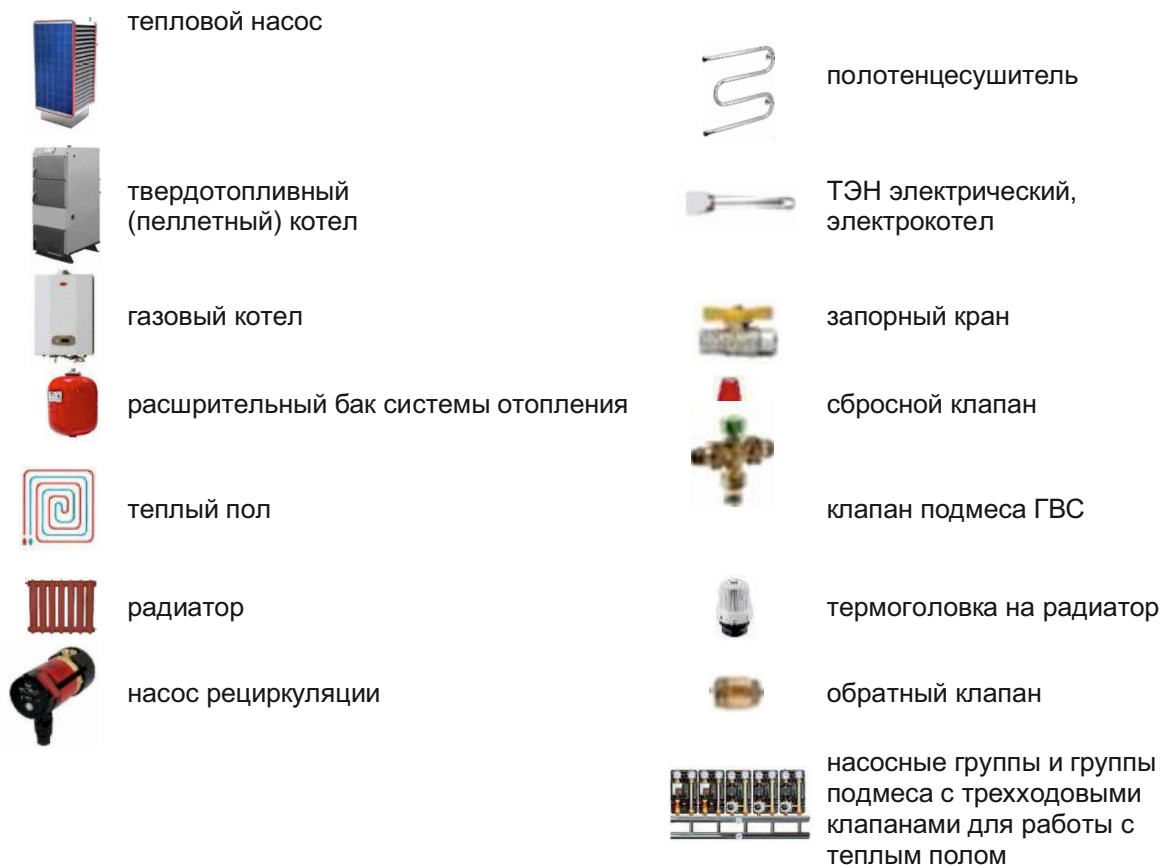 тепловой насос
твердотопливный
(пеллетный) котел
газовый котел
расшрительный бак системы отопления
теплый пол
радиатор
насос рециркуляции
полотенцесушитель
ТЭН электрический,
электрокотел
запорный кран
сбросной клапан
клапан подмеса ГВС
термоголовка на радиатор
обратный клапан
насосные группы и группы
подмеса с трехходовыми
клапанами для работы с
теплым полом